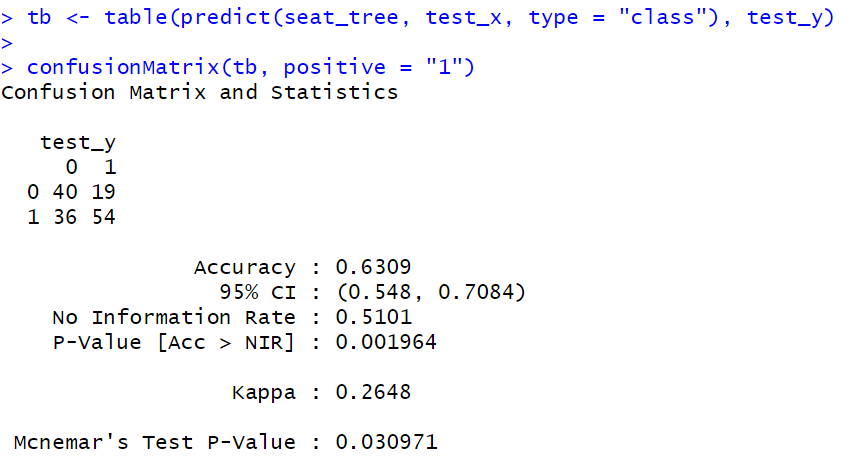 > tb <- table(predict(seat_tree, test_x, type = "class"), test_y)
>
> confusionMatrix(tb, positive = "1")
Confusion Matrix and Statistics

   test_y
     0  1
  0 40 19
  1 36 54

               Accuracy : 0.6309
                 95% CI : (0.548, 0.7084)
    No Information Rate : 0.5101
    P-Value [Acc > NIR] : 0.001964

                  Kappa : 0.2648

 Mcnemar's Test P-Value : 0.030971